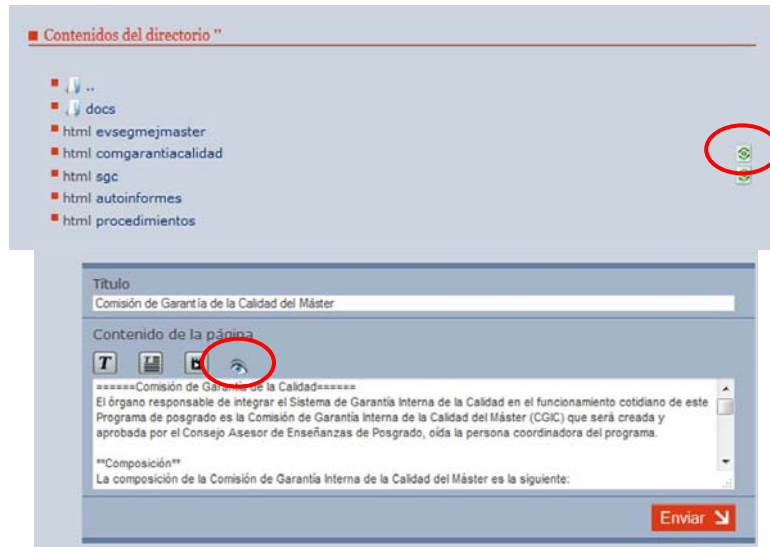 Contenidos del directorio ''
..
docs
html evsegmejmaster
html comgarantiacalidad
html sgc
html autoinformes
html procedimientos
Título
Comisión de Garantía de la Calidad del Máster
Contenido de la página
T
======Comisión de Garantía de la Calidad======
El órgano responsable de integrar el Sistema de Garantía Interna de la Calidad en el funcionamiento cotidiano de este
Programa de posgrado es la Comisión de Garantía Interna de la Calidad del Máster (CGIC) que será creada y
aprobada por el Consejo Asesor de Enseñanzas de Posgrado, oída la persona coordinadora del programa.
**Composición**
La composición de la Comisión de Garantía Interna de la Calidad del Máster es la siguiente:
Enviar